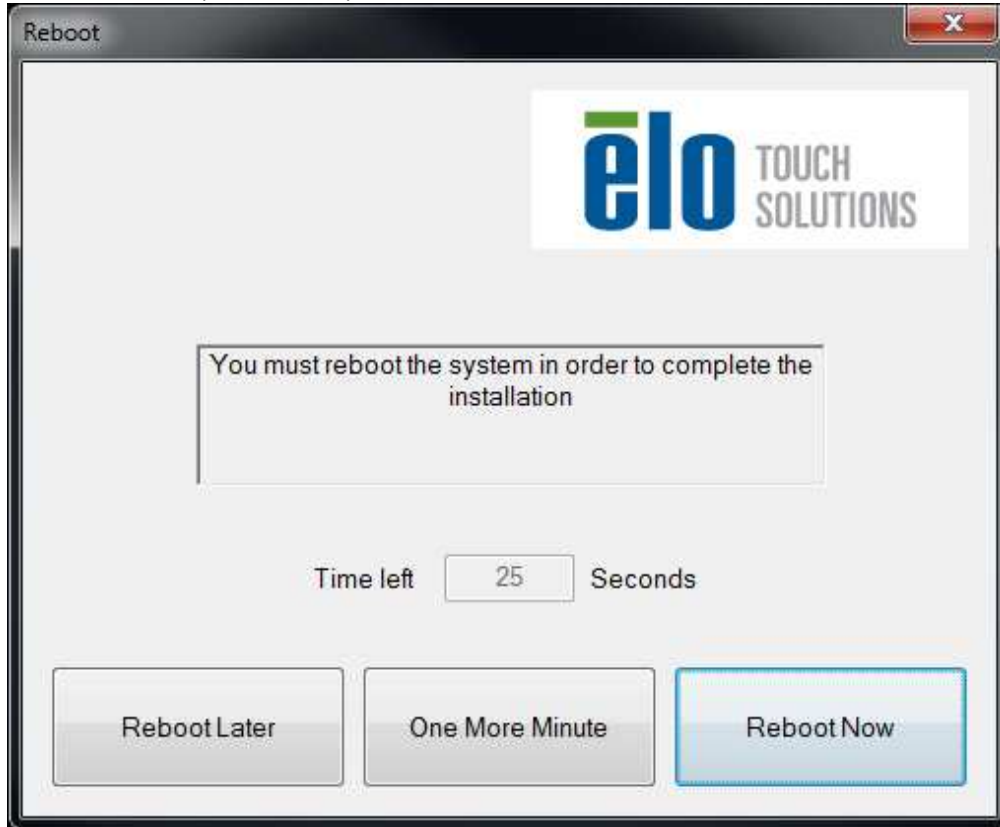 Reboot
ēlo TOUCH
SOLUTIONS
You must reboot the system in order to complete the
installation
Time left 25 Seconds
Reboot Later One More Minute Reboot Now